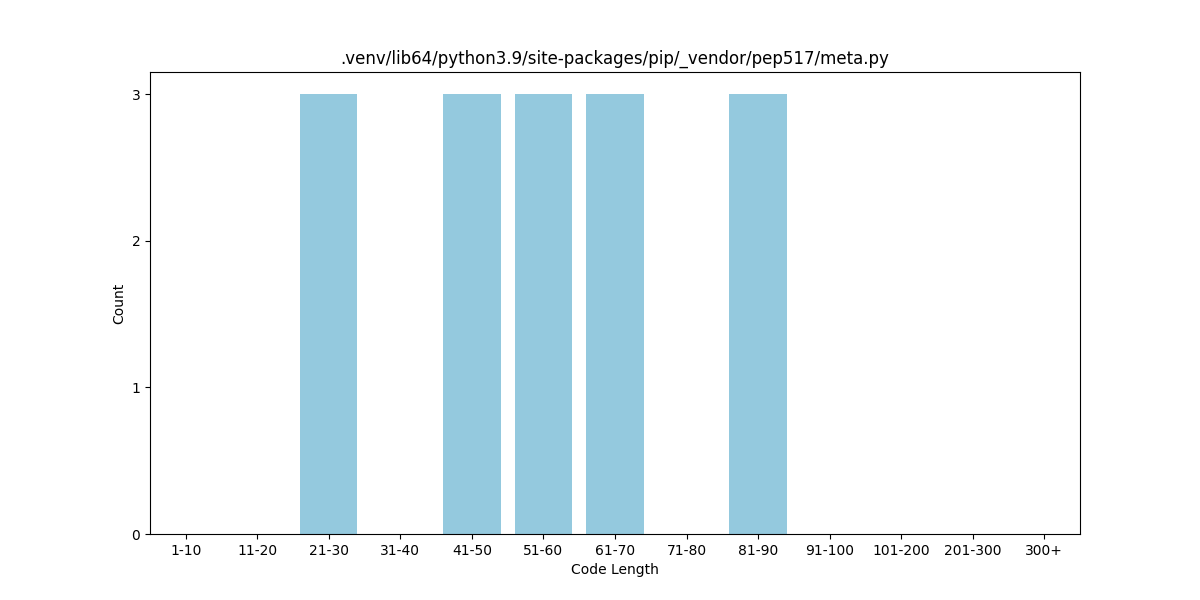 .venv/lib64/python3.9/site-packages/pip/_vendor/pep517/meta.py
3
2
1
0
Count
1-10 11-20 21-30 31-40 41-50 51-60 61-70 71-80 81-90 91-100 101-200 201-300 300+
Code Length